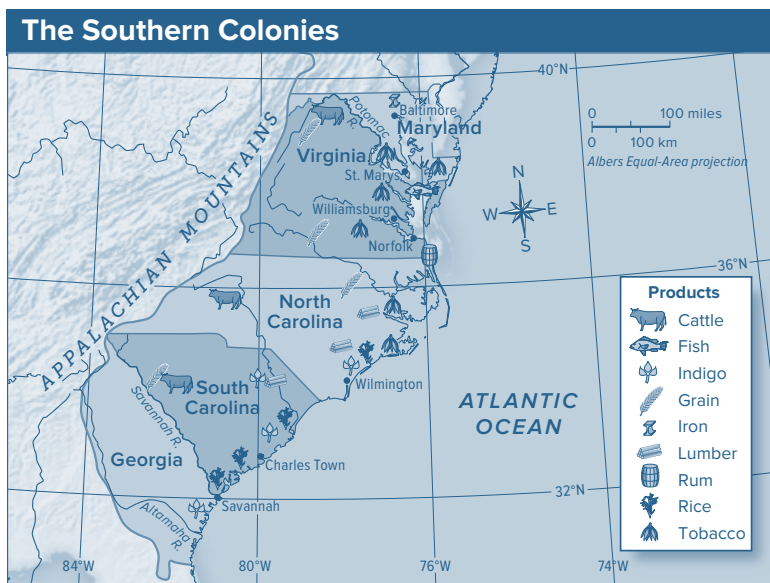 The Southern Colonies
40°N
0 100 miles
0 100 km
Albers Equal-Area projection
N
W E
S
APPALACHIAN MOUNTAINS
Potomac
R.
Baltimore
Maryland
Virginia
St. Marys
Williamsburg
Norfolk
36°N
North
Carolina
Wilmington
South
Carolina
Savannah R.
Charles Town
Georgia
Savannah
Altamaha
R.
ATLANTIC
OCEAN
32°N
84°W
80°W
76°W
74°W
Products
Cattle
Fish
Indigo
Grain
Iron
Lumber
Rum
Rice
Tobacco